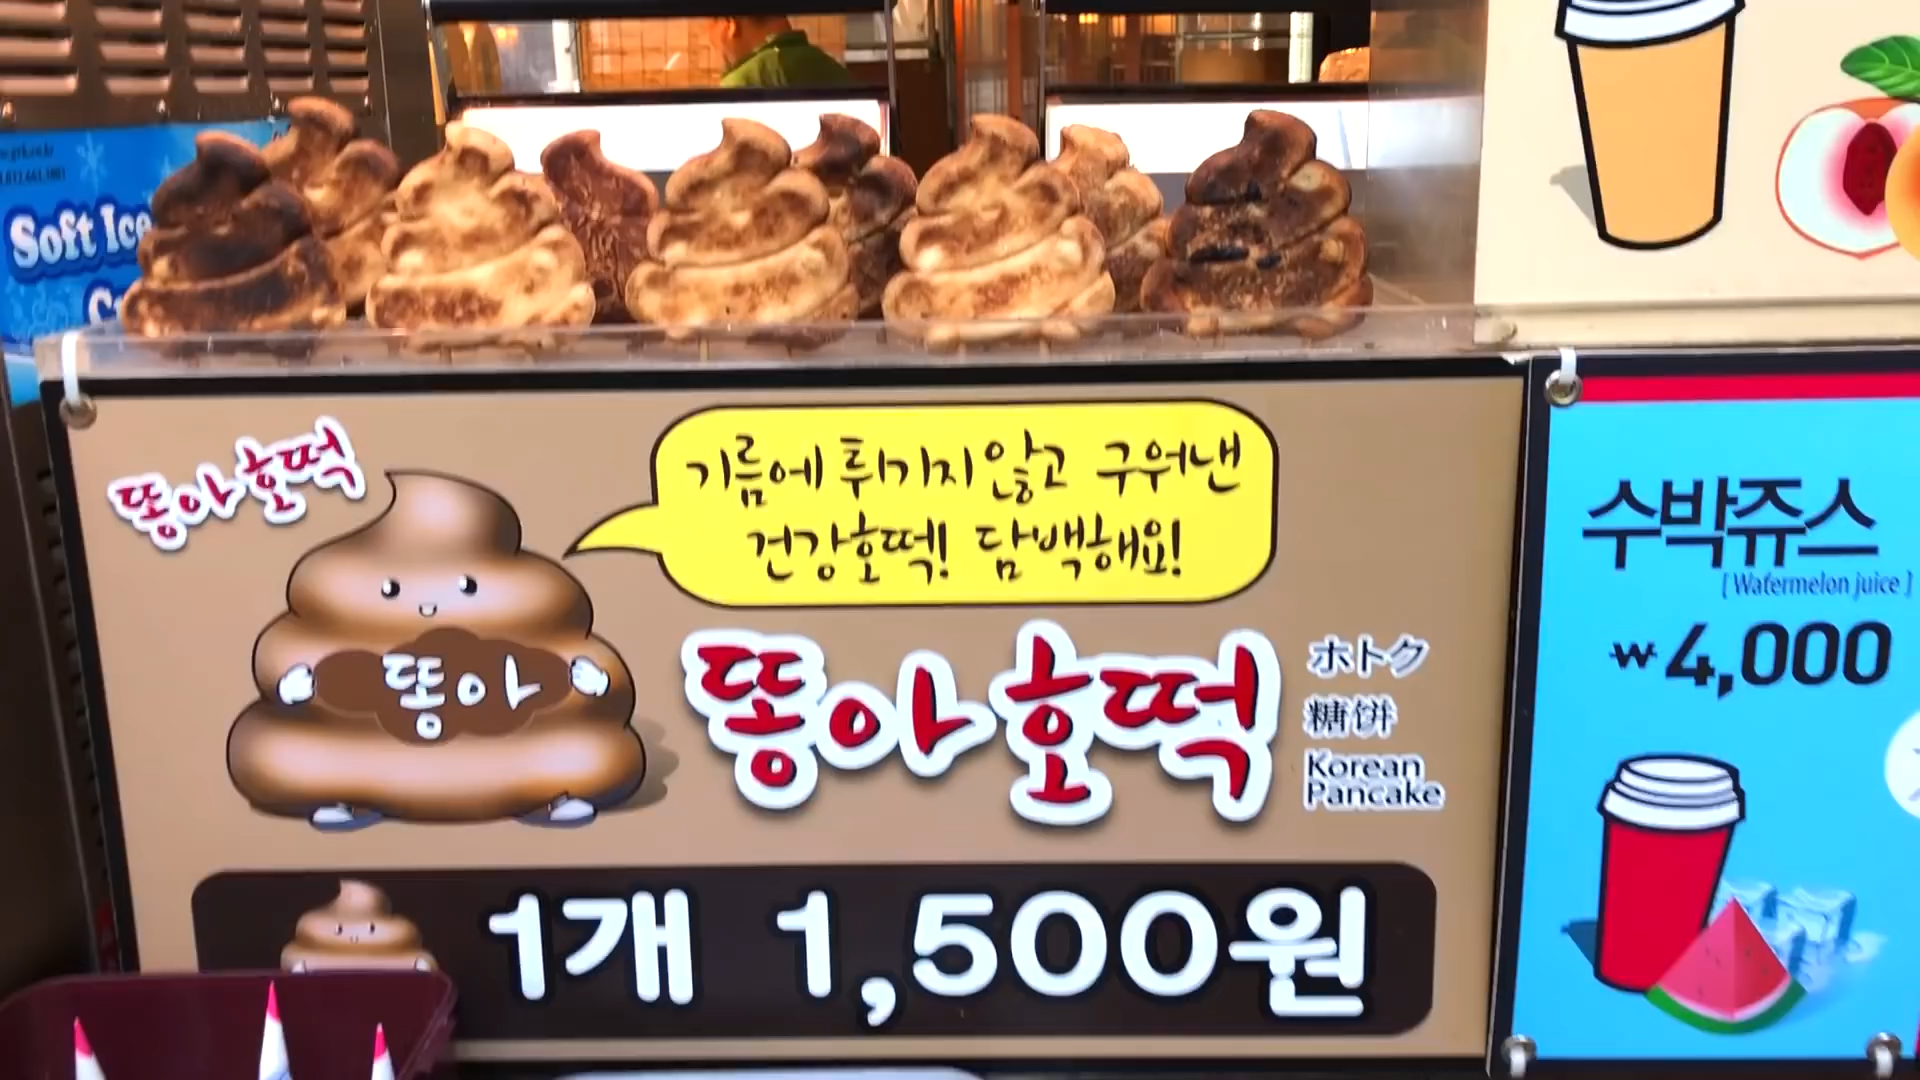 Soft Ice
똥아호떡
기름에 튀기지 않고 구워낸
건강호떡! 담백해요!
똥아
똥아호떡
ホトク
糖饼
Korean
Pancake
1개 1,500원
수박쥬스
[ Watermelon juice ]
₩4,000